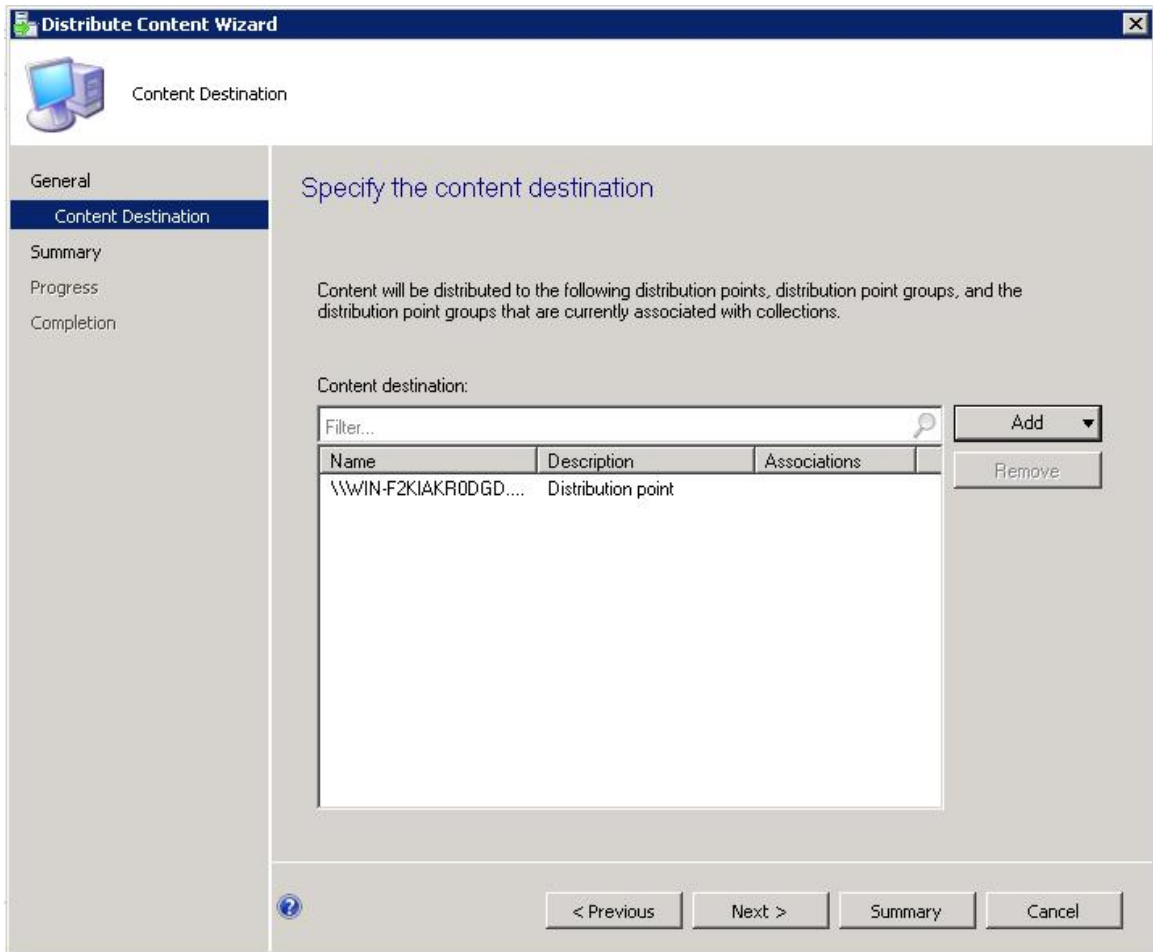 Distribute Content Wizard
Content Destination
General
Content Destination
Summary
Progress
Completion
Specify the content destination
Content will be distributed to the following distribution points, distribution point groups, and the
distribution point groups that are currently associated with collections.
Content destination:
Filter...
Add
Name Description Associations
Remove
\\WIN-F2KIAKR0DGD.... Distribution point
< Previous Next > Summary Cancel